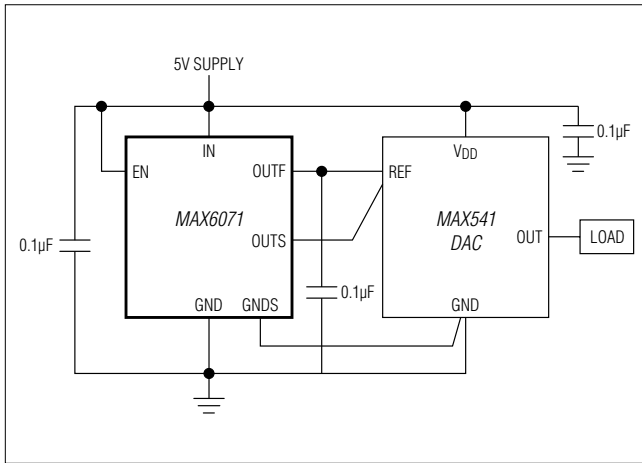 5V SUPPLY
0.1µF
IN
VDD
EN
OUTF
REF
MAX6071
MAX541
DAC
OUTS
OUT
LOAD
0.1µF
0.1µF
GND
GNDS
GND